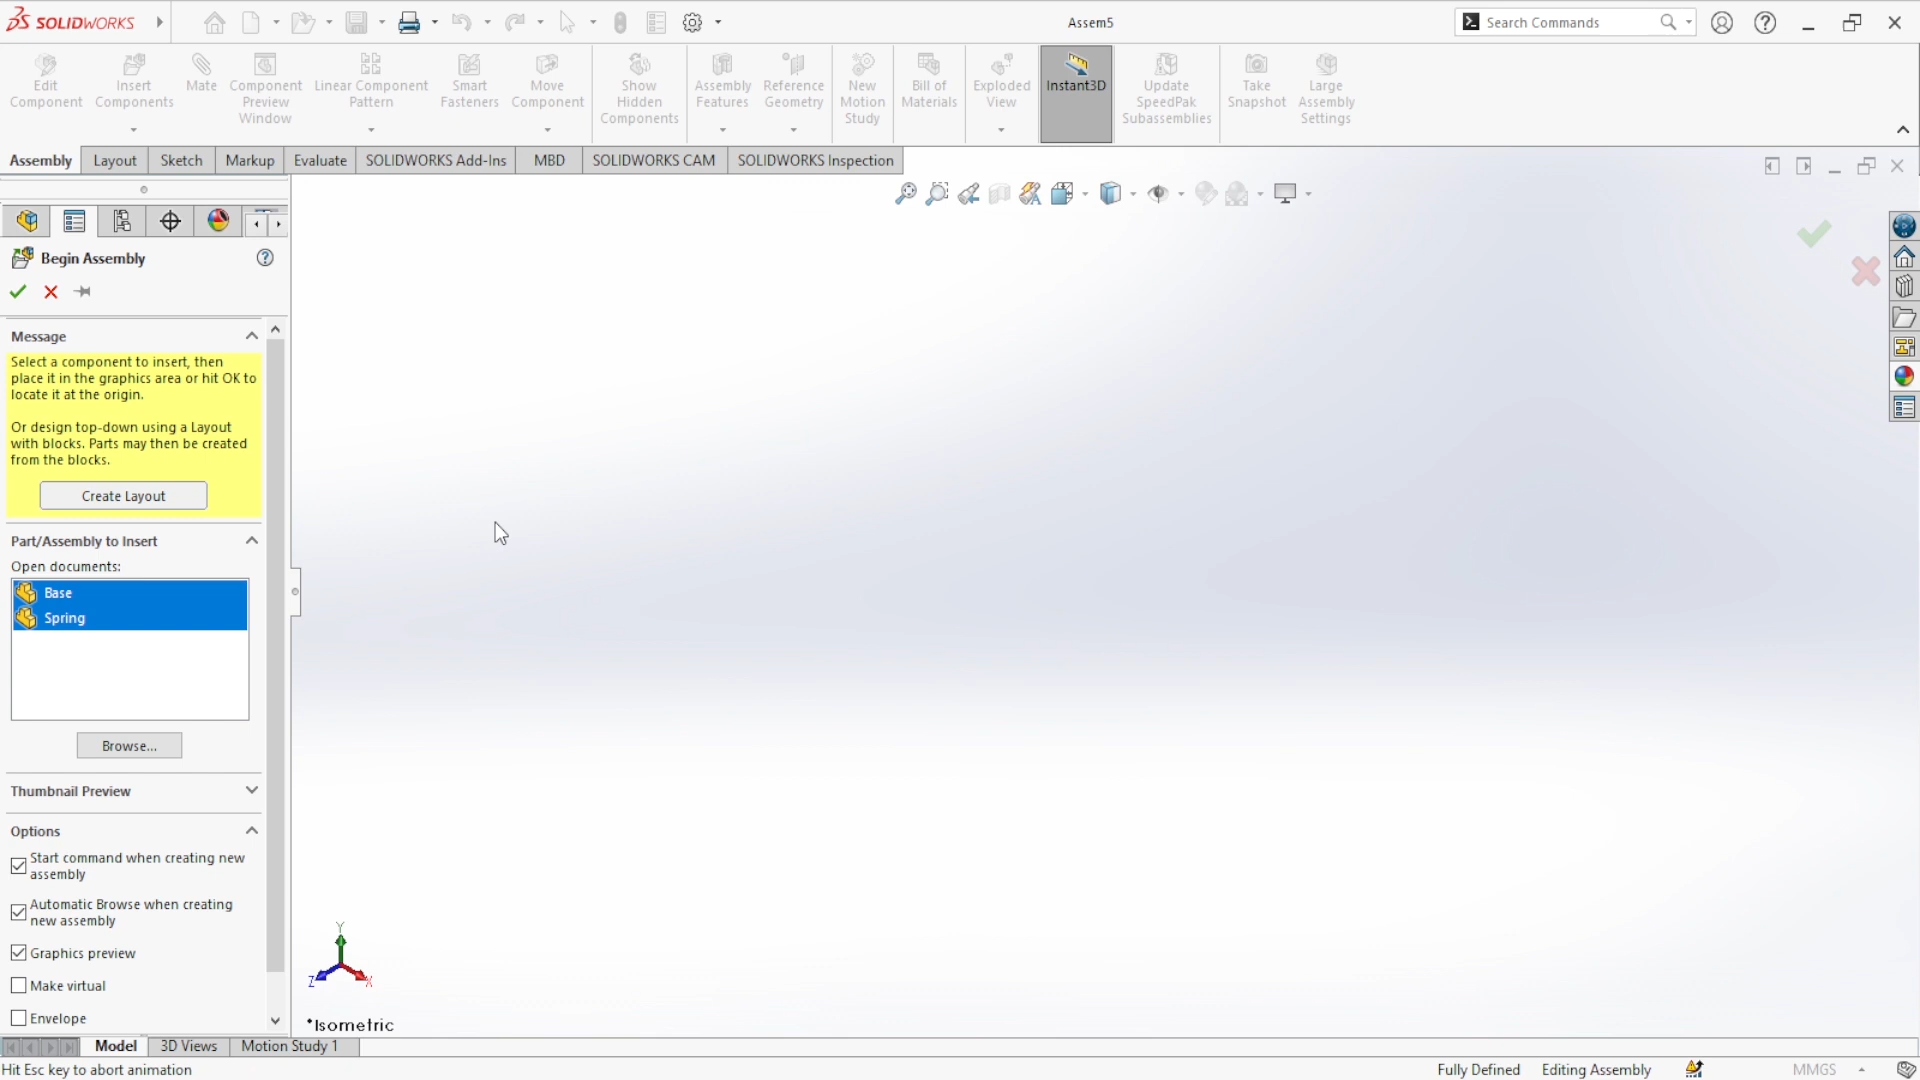 SOLIDWORKS
Assem5
Search Commands
Edit
Component
Insert
Components
Mate
Component
Preview
Window
Linear Component
Pattern
Smart
Fasteners
Move
Component
Show
Hidden
Components
Assembly
Features
Reference
Geometry
New
Motion
Study
Bill of
Materials
Exploded
View
Instant3D
Update
SpeedPak
Subassemblies
Take
Snapshot
Large
Assembly
Settings
Assembly
Layout
Sketch
Markup
Evaluate
SOLIDWORKS Add-Ins
MBD
SOLIDWORKS CAM
SOLIDWORKS Inspection
Begin Assembly
Message
Select a component to insert, then
place it in the graphics area or hit OK to
locate it at the origin.
Or design top-down using a Layout
with blocks. Parts may then be created
from the blocks.
Create Layout
Part/Assembly to Insert
Open documents:
Base
Spring
Browse...
Thumbnail Preview
Options
Start command when creating new
assembly
Automatic Browse when creating
new assembly
Graphics preview
Make virtual
Envelope
Y
Z
X
*Isometric
Model
3D Views
Motion Study 1
Hit Esc key to abort animation
Fully Defined
Editing Assembly
MMGS